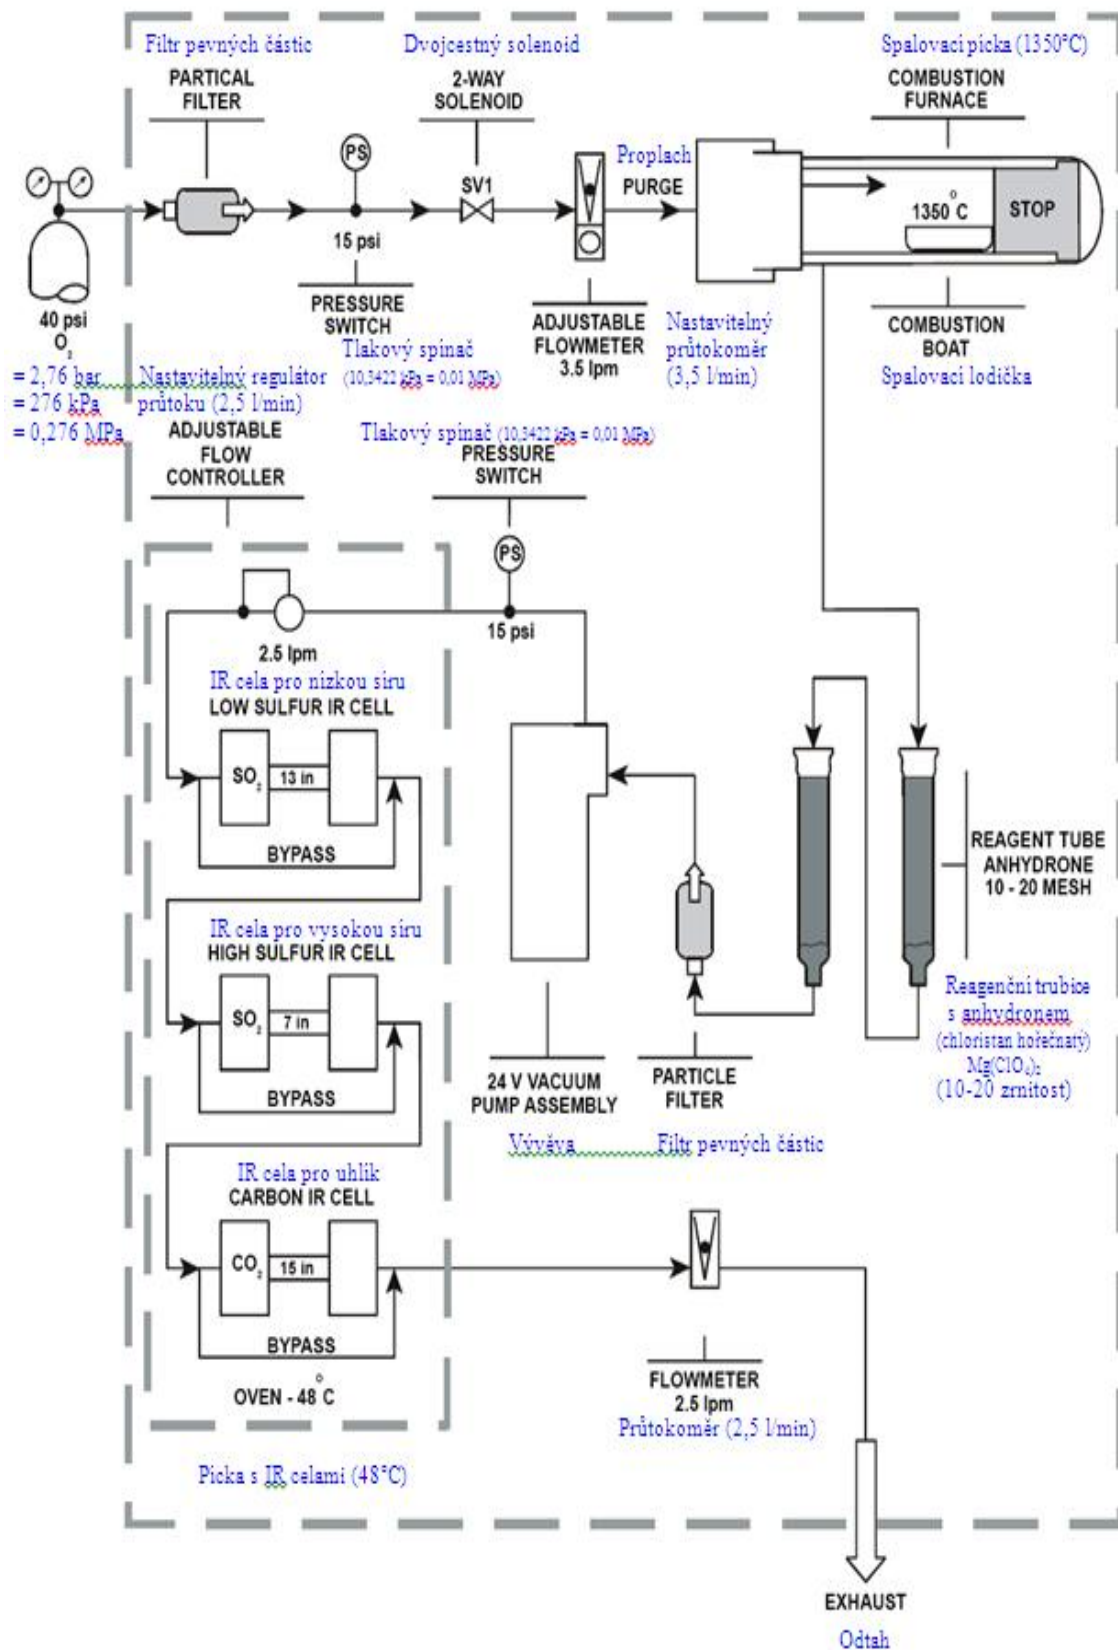 Filtr pevných částic
PARTICAL
FILTER
Dvojcestný solenoid
2-WAY
SOLENOID
Spalovací picka (1350°C)
COMBUSTION
FURNACE
PS
SV1
15 psi
PRESSURE
SWITCH
Tlakový spinač
(10,3422 kPa = 0,01 MPa)
Proplach
PURGE
1350°C
STOP
40 psi
O2
= 2,76 bar
= 276 kPa
= 0,276 MPa
ADJUSTABLE
FLOWMETER
3.5 lpm
Nastavitelný
průtokoměr
(3,5 l/min)
COMBUSTION
BOAT
Spalovací lodička
Nastavitelný regulátor
průtoku (2,5 l/min)
ADJUSTABLE
FLOW
CONTROLLER
Tlakový spinač (10,3422 kPa = 0,01 MPa)
PRESSURE
SWITCH
PS
15 psi
2.5 lpm
IR cela pro nizkou siru
LOW SULFUR IR CELL
SO2
13 in
BYPASS
IR cela pro vysokou siru
HIGH SULFUR IR CELL
SO2
7 in
BYPASS
IR cela pro uhlik
CARBON IR CELL
CO2
15 in
BYPASS
OVEN - 48°C
Picka s IR celami (48°C)
24 V VACUUM
PUMP ASSEMBLY
Vývěva
PARTICLE
FILTER
Filtr pevných částic
REAGENT TUBE
ANHYDRONE
10 - 20 MESH
Reagenční trubice
s anhydronem
(chloristan hořečnatý)
Mg(ClO4)2
(10-20 zrnitost)
FLOWMETER
2.5 lpm
Průtokoměr (2,5 l/min)
EXHAUST
Odtah